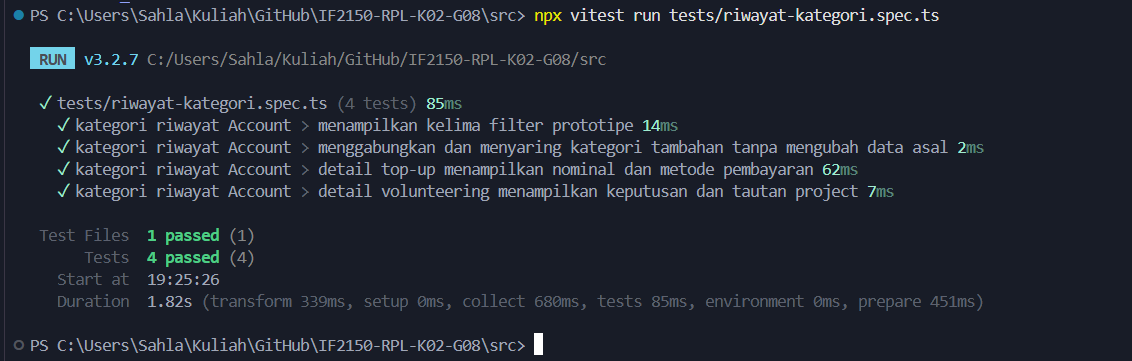 PS C:\Users\Sahla\Kuliah\GitHub\IF2150-RPL-K02-G08\src> npx vitest run tests/riwayat-kategori.spec.ts
RUN v3.2.7 C:/Users/Sahla/Kuliah/GitHub/IF2150-RPL-K02-G08/src
✓ tests/riwayat-kategori.spec.ts (4 tests) 85ms
✓ kategori riwayat Account > menampilkan kelima filter prototipe 14ms
✓ kategori riwayat Account > menggabungkan dan menyaring kategori tambahan tanpa mengubah data asal 2ms
✓ kategori riwayat Account > detail top-up menampilkan nominal dan metode pembayaran 62ms
✓ kategori riwayat Account > detail volunteering menampilkan keputusan dan tautan project 7ms
Test Files 1 passed (1)
Tests 4 passed (4)
Start at 19:25:26
Duration 1.82s (transform 339ms, setup 0ms, collect 680ms, tests 85ms, environment 0ms, prepare 451ms)
PS C:\Users\Sahla\Kuliah\GitHub\IF2150-RPL-K02-G08\src>